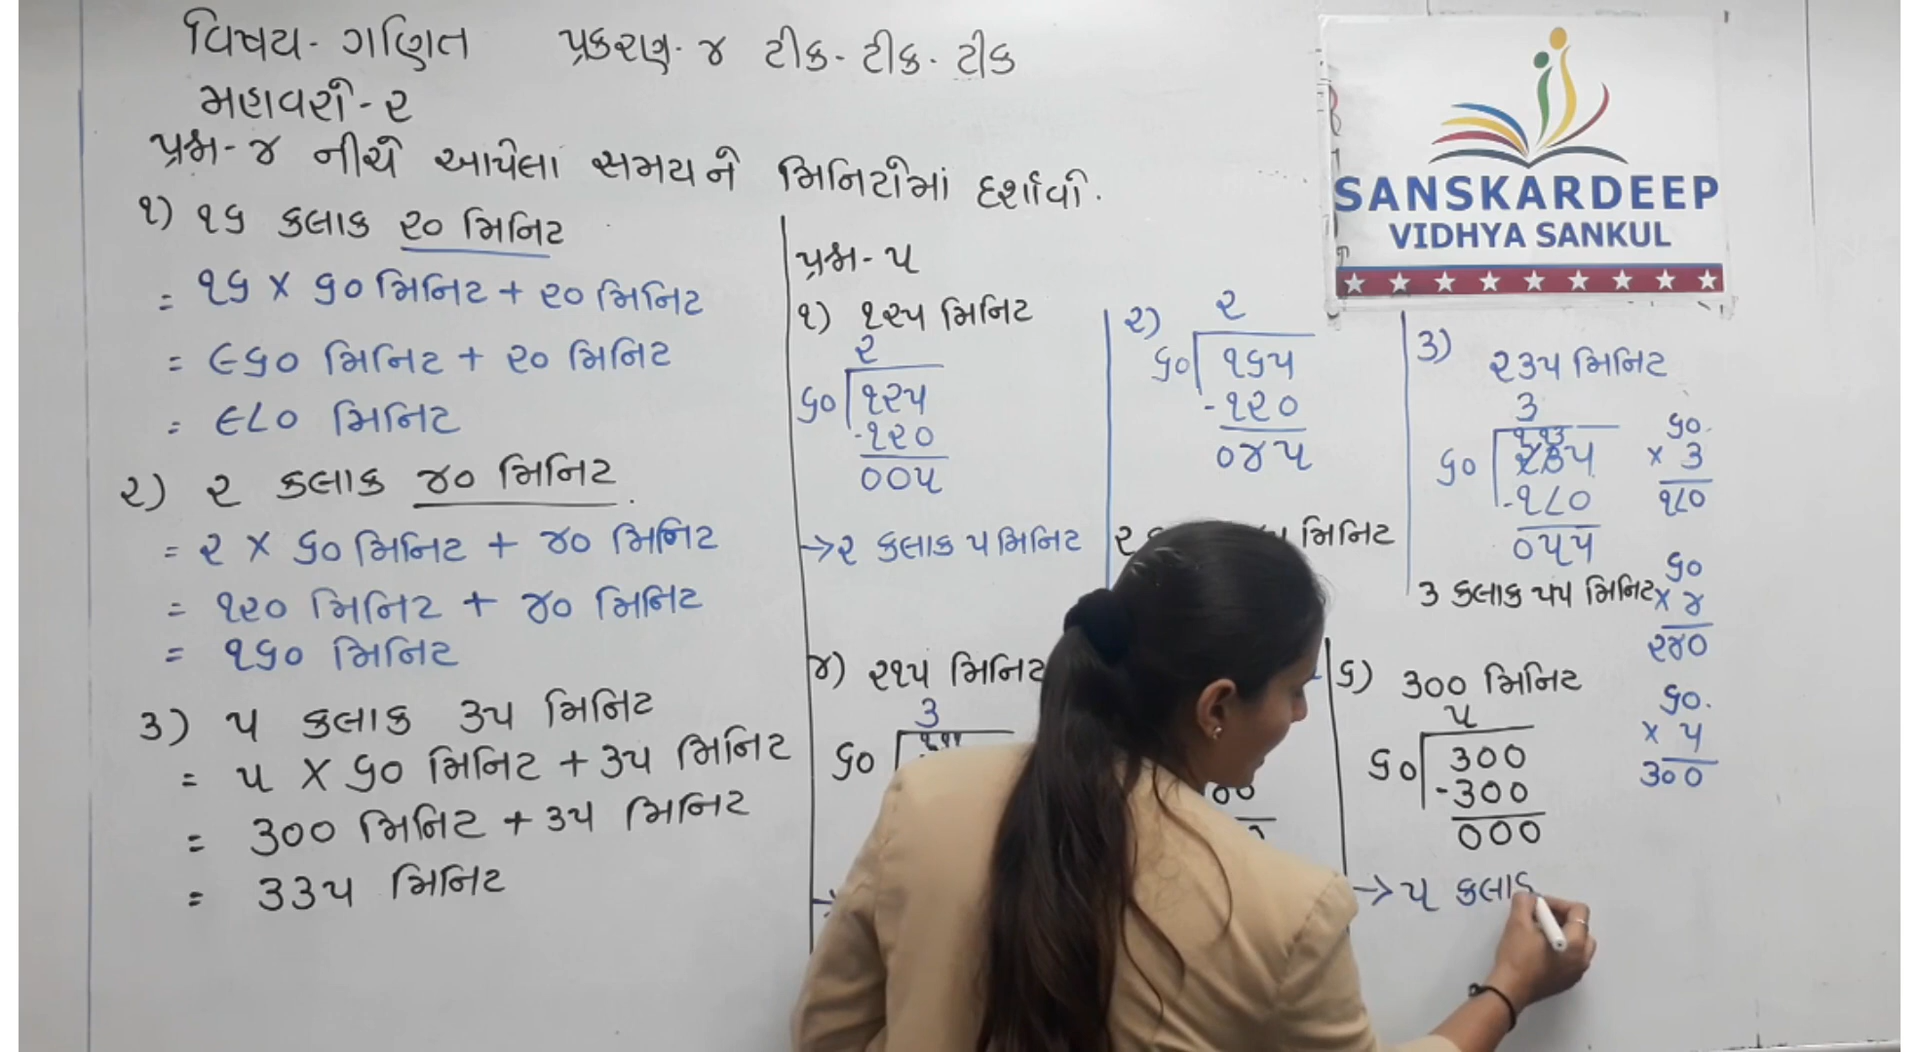 વિષય- ગણિત પ્રકરણ- ૪ ટીક- ટીક- ટીક
મહાવરો-૨
પ્રશ્ન-૪ નીચે આપેલા સમયને મિનિટોમાં દર્શાવો.
૧) ૧૬ કલાક ૨૦ મિનિટ
= ૧૬ × ૬૦ મિનિટ + ૨૦ મિનિટ
= ૯૬૦ મિનિટ + ૨૦ મિનિટ
= ૯૮૦ મિનિટ
૨) ૨ કલાક ૪૦ મિનિટ
= ૨ × ૬૦ મિનિટ + ૪૦ મિનિટ
= ૧૨૦ મિનિટ + ૪૦ મિનિટ
= ૧૬૦ મિનિટ
૩) ૫ કલાક ૩૫ મિનિટ
= ૫ × ૬૦ મિનિટ + ૩૫ મિનિટ
= ૩૦૦ મિનિટ + ૩૫ મિનિટ
= ૩૩૫ મિનિટ
પ્રશ્ન-૫
૧) ૧૨૫ મિનિટ
૨
૬૦ ૧૨૫
-૧૨૦
૦૦૫
→ ૨ કલાક ૫ મિનિટ
૨) ૨
૬૦ ૧૬૫
-૧૨૦
૦૪૫
૨ મિનિટ
૩)
૨૩૫ મિનિટ
૩
૬૦ ૨૩૫
-૧૮૦
૦૫૫
૩ કલાક ૫૫ મિનિટ
૬૦
× ૩
૧૮૦
૬૦
× ૪
૨૪૦
૬૦
× ૫
૩૦૦
૪) ૨૧૫ મિનિટ
૩
૬૦
૬) ૩૦૦ મિનિટ
૫
૬૦ ૩૦૦
-૩૦૦
૦૦૦
→ ૫ કલાક
SANSKARDEEP
VIDHYA SANKUL